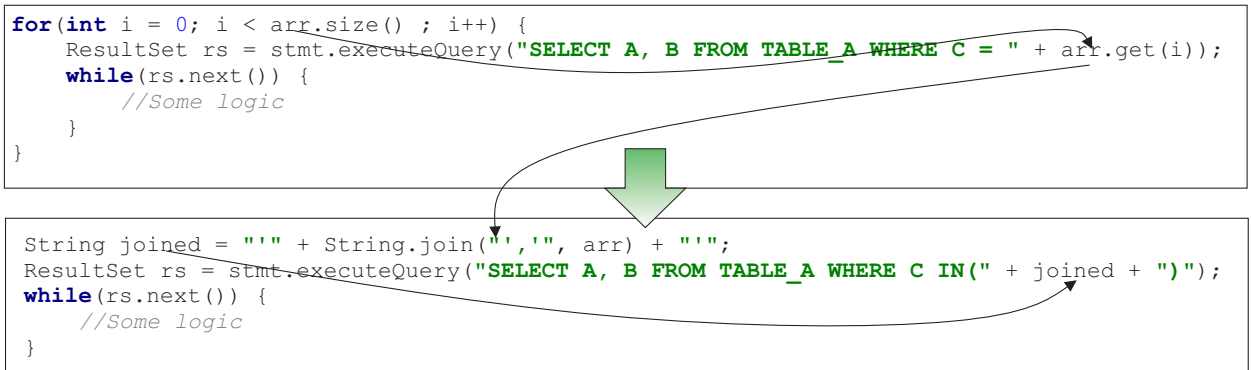 for(int i = 0; i < arr.size() ; i++) {
    ResultSet rs = stmt.executeQuery("SELECT A, B FROM TABLE_A WHERE C = " + arr.get(i));
    while(rs.next()) {
        //Some logic
    }
}
String joined = "'" + String.join("','", arr) + "'";
ResultSet rs = stmt.executeQuery("SELECT A, B FROM TABLE_A WHERE C IN(" + joined + ")");
while(rs.next()) {
    //Some logic
}